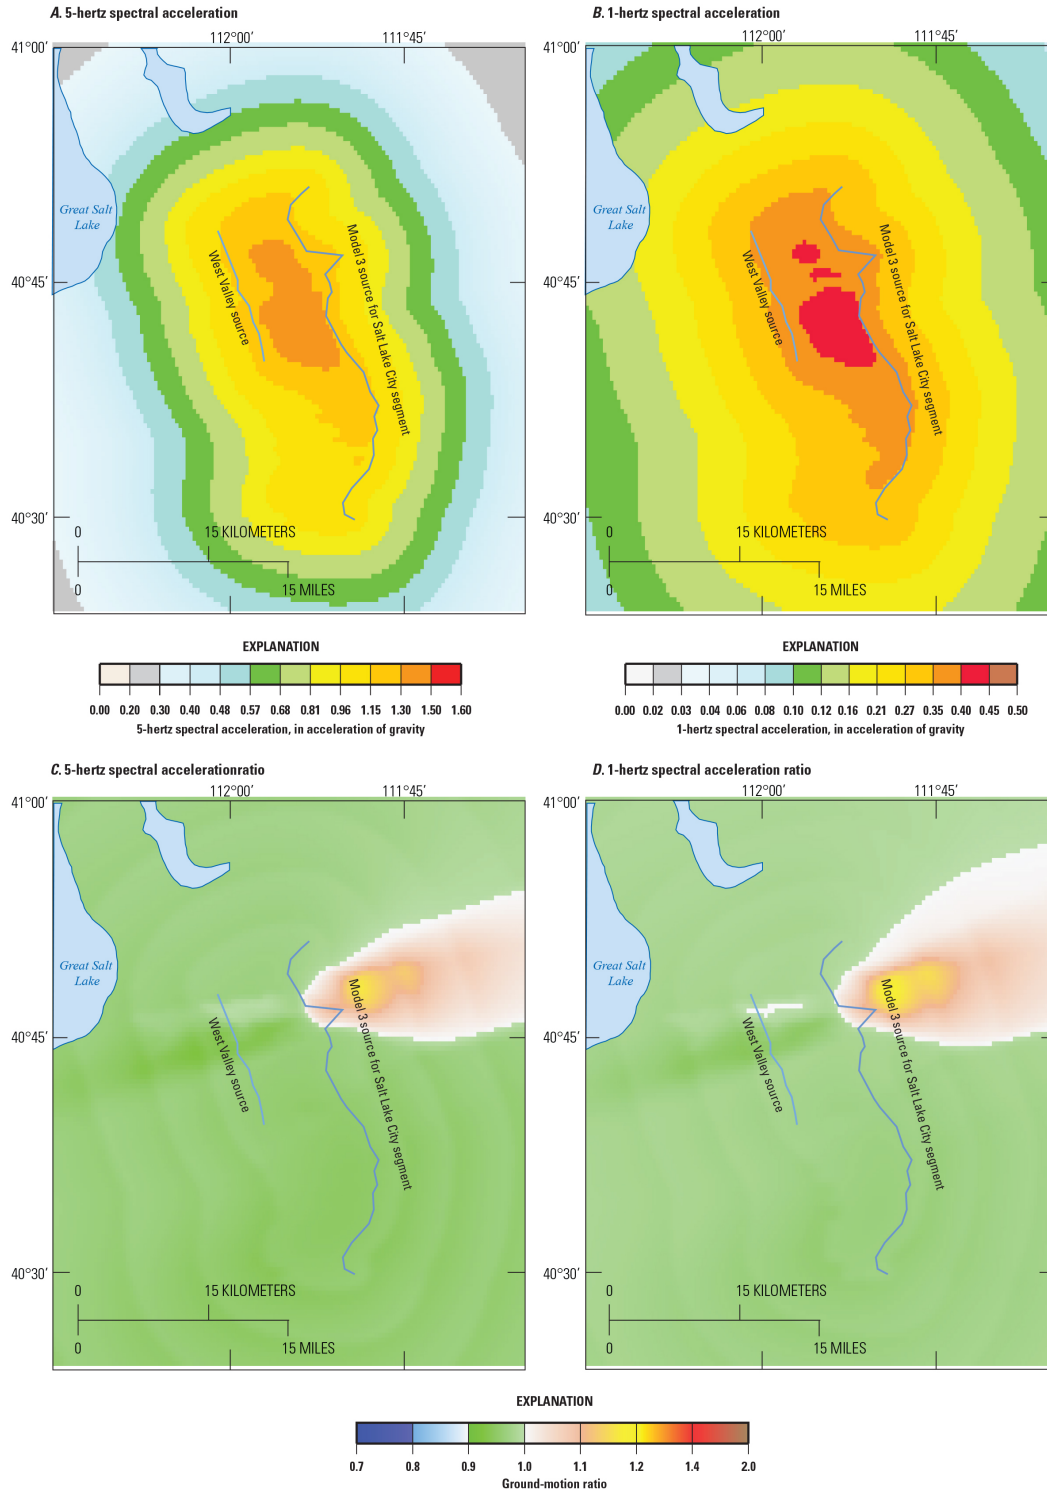 A. 5-hertz spectral acceleration
B. 1-hertz spectral acceleration
112°00′
111°45′
112°00′
111°45′
41°00′
41°00′
Great Salt
Lake
Great Salt
Lake
West Valley source
Model 3 source for Salt Lake City segment
West Valley source
Model 3 source for Salt Lake City segment
40°45′
40°45′
40°30′
40°30′
0
15 KILOMETERS
0
15 MILES
0
15 KILOMETERS
0
15 MILES
EXPLANATION
0.00 0.20 0.30 0.40 0.48 0.57 0.68 0.81 0.96 1.15 1.30 1.50 1.60
5-hertz spectral acceleration, in acceleration of gravity
EXPLANATION
0.00 0.02 0.03 0.04 0.06 0.08 0.10 0.12 0.16 0.21 0.27 0.35 0.40 0.45 0.50
1-hertz spectral acceleration, in acceleration of gravity
C. 5-hertz spectral accelerationratio
D. 1-hertz spectral acceleration ratio
112°00′
111°45′
112°00′
111°45′
41°00′
41°00′
Great Salt
Lake
Great Salt
Lake
West Valley source
Model 3 source for Salt Lake City segment
West Valley source
Model 3 source for Salt Lake City segment
40°45′
40°45′
40°30′
40°30′
0
15 KILOMETERS
0
15 MILES
0
15 KILOMETERS
0
15 MILES
EXPLANATION
0.7 0.8 0.9 1.0 1.1 1.2 1.4 2.0
Ground-motion ratio